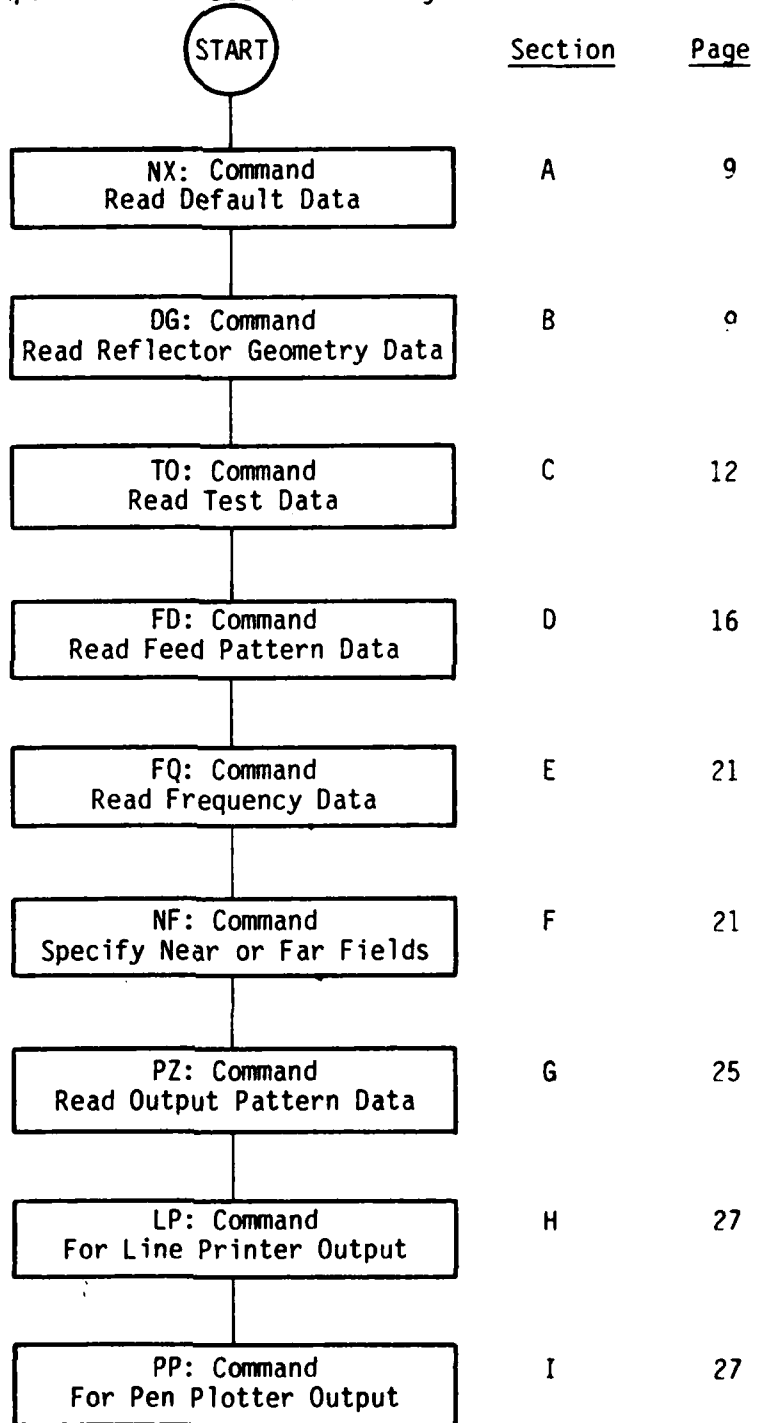 START Section Page
NX: Command A 9
Read Default Data
DG: Command B 9
Read Reflector Geometry Data
TO: Command C 12
Read Test Data
FD: Command D 16
Read Feed Pattern Data
FQ: Command E 21
Read Frequency Data
NF: Command F 21
Specify Near or Far Fields
PZ: Command G 25
Read Output Pattern Data
LP: Command H 27
For Line Printer Output
PP: Command I 27
For Pen Plotter Output